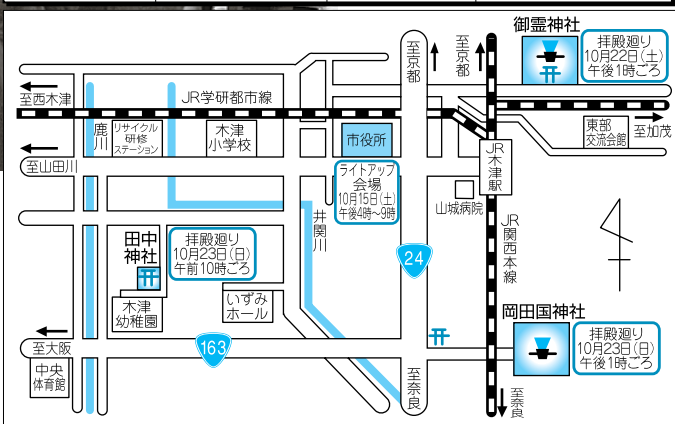 御霊神社
拝殿廻り
10月22日(土)
午後1時ごろ
至京都
至京都
至西木津
JR学研都市線
鹿川
リサイクル
研修
ステーション
木津
小学校
市役所
東部
交流会館
至加茂
至山田川
JR木津駅
ライトアップ
会場
10月15日(土)
午後4時〜9時
山城病院
井関川
JR関西本線
田中
神社
拝殿廻り
10月23日(日)
午前10時ごろ
24
木津
幼稚園
いずみ
ホール
岡田国神社
拝殿廻り
10月23日(日)
午後1時ごろ
163
至大阪
中央
体育館
至奈良
至奈良